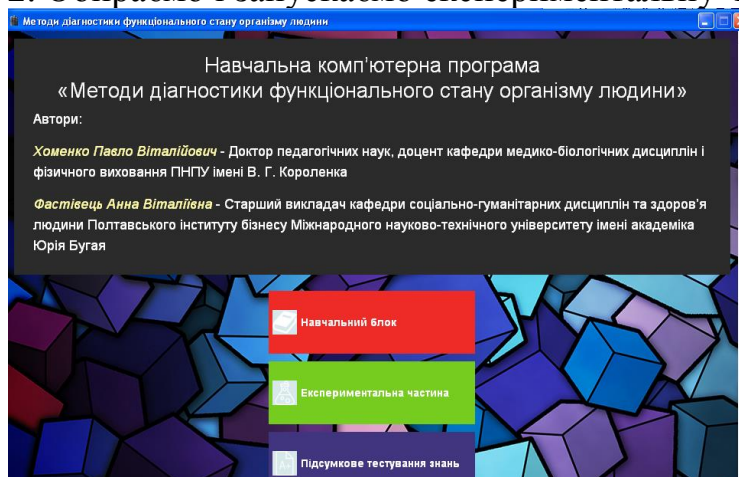 Методи діагностики функціонального стану організму людини
Навчальна комп'ютерна програма
«Методи діагностики функціонального стану організму людини»
Автори:
Хоменко Павло Віталійович - Доктор педагогічних наук, доцент кафедри медико-біологічних дисциплін і
фізичного виховання ПНПУ імені В. Г. Короленка
Фастівець Анна Віталіївна - Старший викладач кафедри соціально-гуманітарних дисциплін та здоров'я
людини Полтавського інституту бізнесу Міжнародного науково-технічного університету імені академіка
Юрія Бугая
Навчальний блок
Експериментальна частина
Підсумкове тестування знань